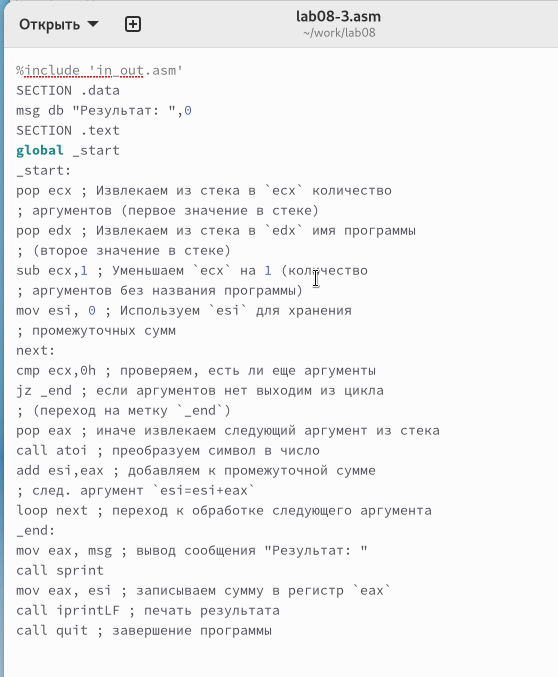 Открыть
lab08-3.asm
~/work/lab08
%include 'in_out.asm'
SECTION .data
msg db "Результат: ",0
SECTION .text
global _start
_start:
pop ecx ; Извлекаем из стека в `ecx` количество
; аргументов (первое значение в стеке)
pop edx ; Извлекаем из стека в `edx` имя программы
; (второе значение в стеке)
sub ecx,1 ; Уменьшаем `ecx` на 1 (количество
; аргументов без названия программы)
mov esi, 0 ; Используем `esi` для хранения
; промежуточных сумм
next:
cmp ecx,0h ; проверяем, есть ли еще аргументы
jz _end ; если аргументов нет выходим из цикла
; (переход на метку `_end`)
pop eax ; иначе извлекаем следующий аргумент из стека
call atoi ; преобразуем символ в число
add esi,eax ; добавляем к промежуточной сумме
; след. аргумент `esi=esi+eax`
loop next ; переход к обработке следующего аргумента
_end:
mov eax, msg ; вывод сообщения "Результат: "
call sprint
mov eax, esi ; записываем сумму в регистр `eax`
call iprintLF ; печать результата
call quit ; завершение программы